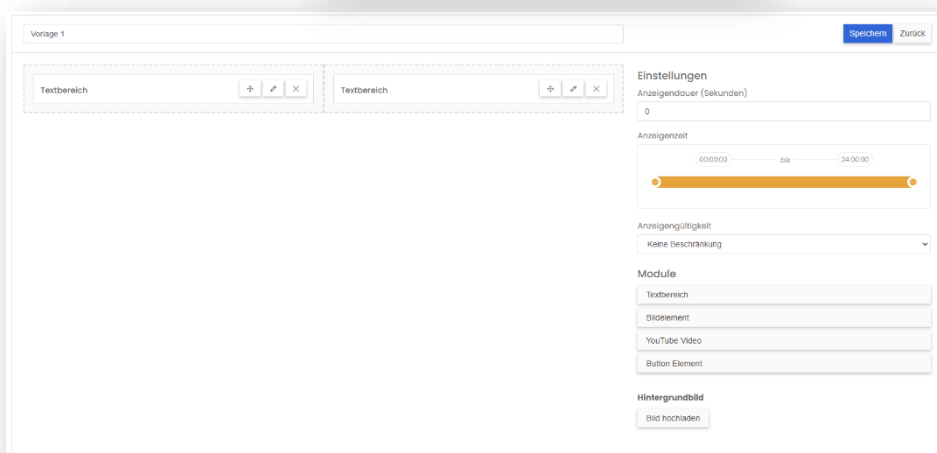 Vorlage 1
Speichern
Zurück
Textbereich
Textbereich
Einstellungen
Anzeigendauer (Sekunden)
0
Anzeigenzeit
00:00:00 bis 24:00:00
Anzeigengültigkeit
Keine Beschränkung
Module
Textbereich
Bildelement
YouTube Video
Button Element
Hintergrundbild
Bild hochladen